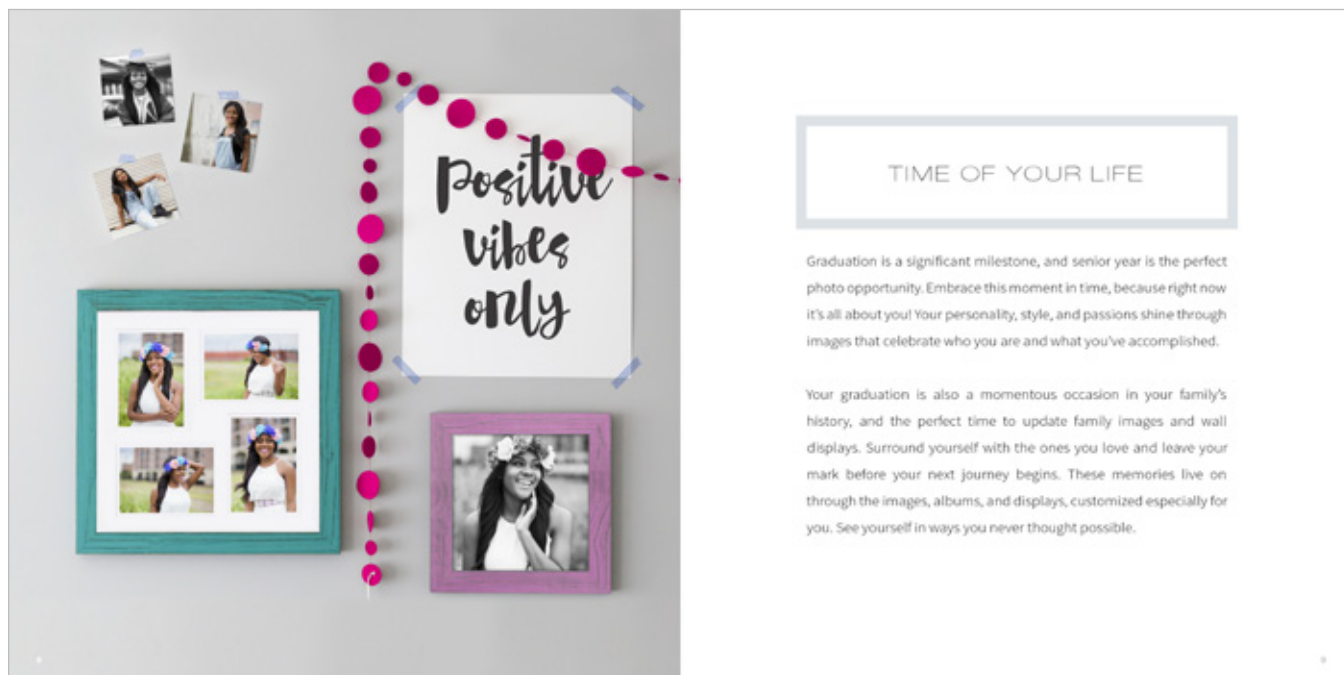 positive
vibes
only
TIME OF YOUR LIFE
Graduation is a significant milestone, and senior year is the perfect
photo opportunity. Embrace this moment in time, because right now
it's all about you! Your personality, style, and passions shine through
images that celebrate who you are and what you've accomplished.
Your graduation is also a momentous occasion in your family's
history, and the perfect time to update family images and wall
displays. Surround yourself with the ones you love and leave your
mark before your next journey begins. These memories live on
through the images, albums, and displays, customized especially for
you. See yourself in ways you never thought possible.